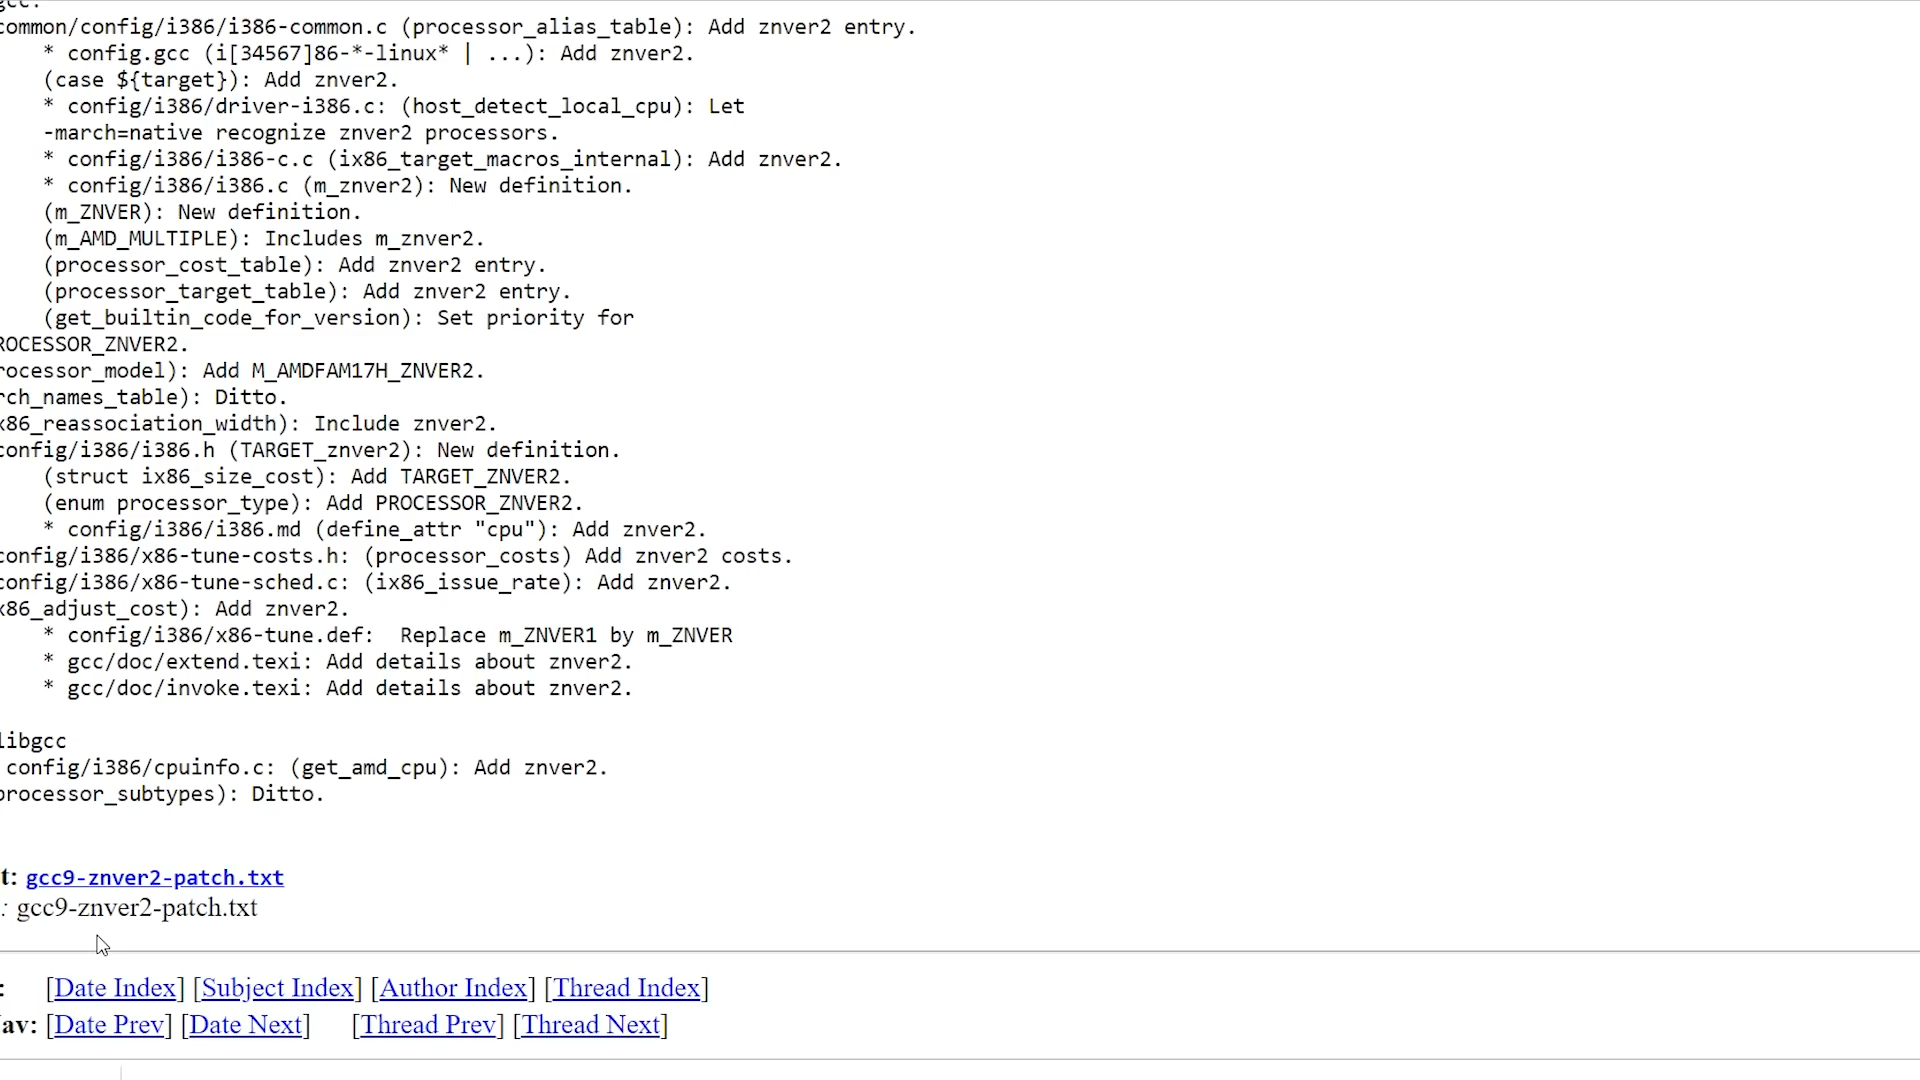 gcc:
common/config/i386/i386-common.c (processor_alias_table): Add znver2 entry.
* config.gcc (i[34567]86-*-linux* | ...): Add znver2.
(case ${target}): Add znver2.
* config/i386/driver-i386.c: (host_detect_local_cpu): Let
-march=native recognize znver2 processors.
* config/i386/i386-c.c (ix86_target_macros_internal): Add znver2.
* config/i386/i386.c (m_znver2): New definition.
(m_ZNVER): New definition.
(m_AMD_MULTIPLE): Includes m_znver2.
(processor_cost_table): Add znver2 entry.
(processor_target_table): Add znver2 entry.
(get_builtin_code_for_version): Set priority for
ROCESSOR_ZNVER2.
rocessor_model): Add M_AMDFAM17H_ZNVER2.
rch_names_table): Ditto.
x86_reassociation_width): Include znver2.
config/i386/i386.h (TARGET_znver2): New definition.
(struct ix86_size_cost): Add TARGET_ZNVER2.
(enum processor_type): Add PROCESSOR_ZNVER2.
* config/i386/i386.md (define_attr "cpu"): Add znver2.
config/i386/x86-tune-costs.h: (processor_costs) Add znver2 costs.
config/i386/x86-tune-sched.c: (ix86_issue_rate): Add znver2.
x86_adjust_cost): Add znver2.
* config/i386/x86-tune.def:  Replace m_ZNVER1 by m_ZNVER
* gcc/doc/extend.texi: Add details about znver2.
* gcc/doc/invoke.texi: Add details about znver2.
libgcc
config/i386/cpuinfo.c: (get_amd_cpu): Add znver2.
processor_subtypes): Ditto.
t: gcc9-znver2-patch.txt
: gcc9-znver2-patch.txt
: [Date Index] [Subject Index] [Author Index] [Thread Index]
av: [Date Prev] [Date Next] [Thread Prev] [Thread Next]